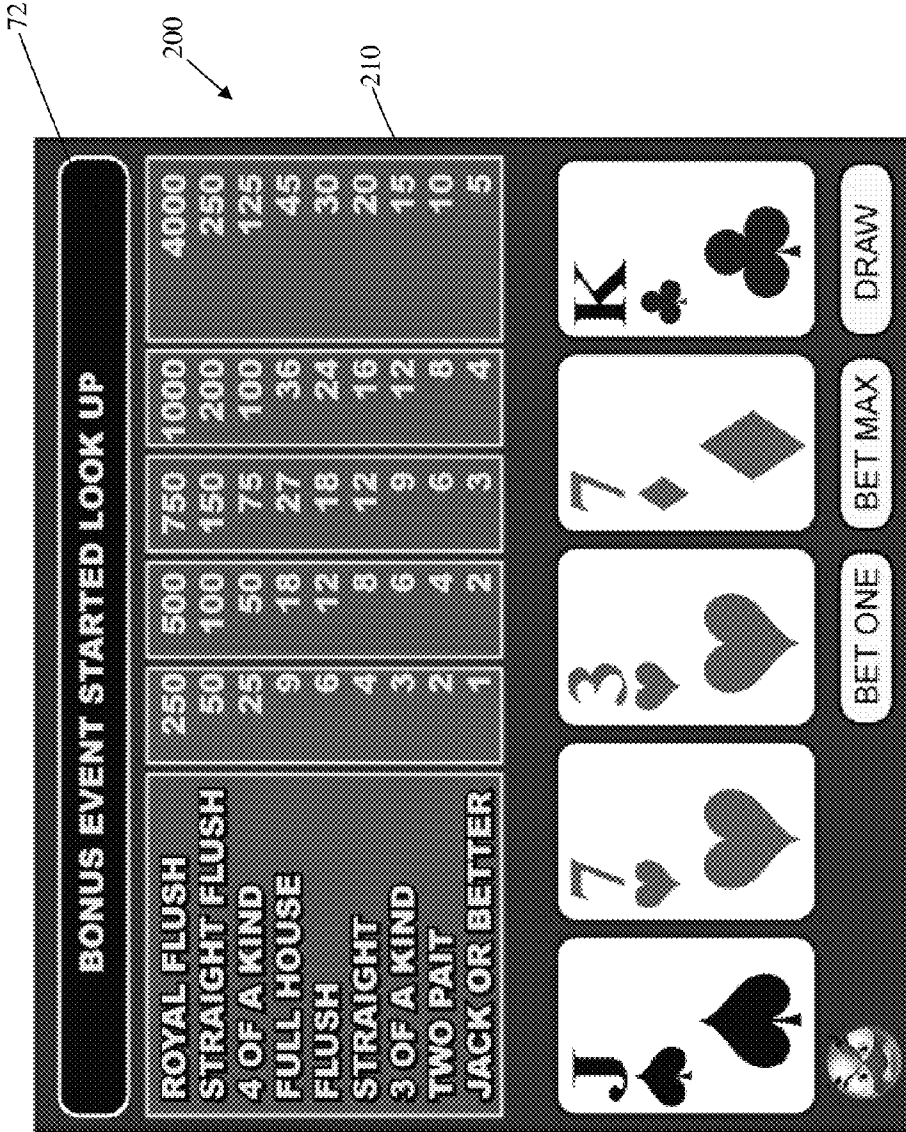 72
200
210
BONUS EVENT STARTED LOOK UP
ROYAL FLUSH 250 500 750 1000 4000
STRAIGHT FLUSH 50 100 150 200 250
4 OF A KIND 25 50 75 100 125
FULL HOUSE 9 18 27 36 45
FLUSH 6 12 18 24 30
STRAIGHT 4 8 12 16 20
3 OF A KIND 3 6 9 12 15
TWO PAIT 2 4 6 8 10
JACK OR BETTER 1 2 3 4 5
J 7 3 7 K
BET ONE BET MAX DRAW